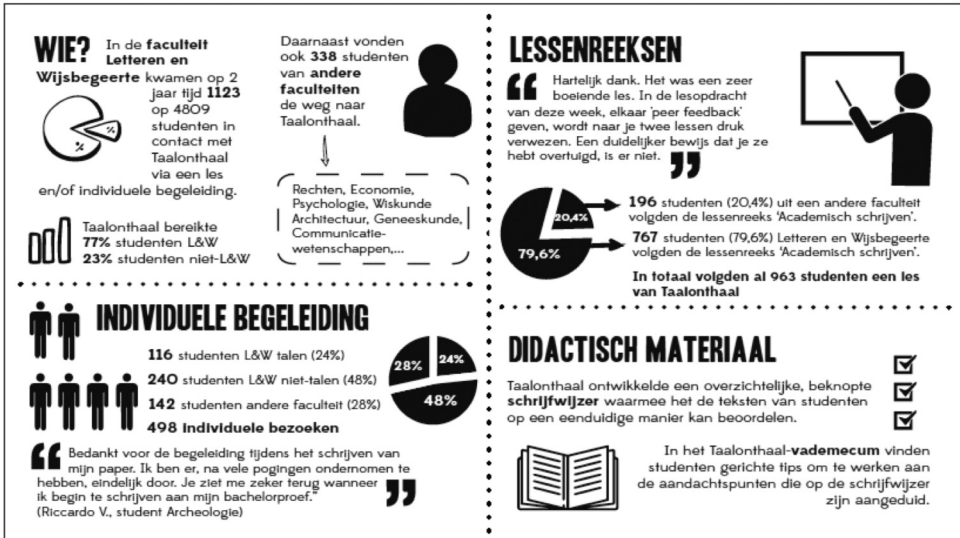 WIE? In de faculteit
Letteren en
Wijsbegeerte kwamen op 2
jaar tijd 1123
op 4809
studenten in
contact met
Taalonthaal
via een les
en/of individuele begeleiding.
%
%
Taalonthaal bereikte
77% studenten L&W
23% studenten niet-L&W
Daarnaast vonden
ook 338 studenten
van andere
faculteiten
de weg naar
Taalonthaal.
Rechten, Economie,
Psychologie, Wiskunde
Architectuur, Geneeskunde,
Communicatie-
wetenschappen,...
LESSENREEKSEN
“ Hartelijk dank. Het was een zeer
boeiende les. In de lesopdracht
van deze week, elkaar 'peer feedback'
geven, wordt naar je twee lessen druk
verwezen. Een duidelijker bewijs dat je ze
hebt overtuigd, is er niet. ”
20,4%
79,6%
196 studenten (20,4%) uit een andere faculteit
volgden de lessenreeks 'Academisch schrijven'.
767 studenten (79,6%) Letteren en Wijsbegeerte
volgden de lessenreeks 'Academisch schrijven'.
In totaal volgden al 963 studenten een les
van Taalonthaal
INDIVIDUELE BEGELEIDING
116 studenten L&W talen (24%)
240 studenten L&W niet-talen (48%)
142 studenten andere faculteit (28%)
498 individuele bezoeken
28%
24%
48%
“ Bedankt voor de begeleiding tijdens het schrijven van
mijn paper. Ik ben er, na vele pogingen ondernomen te
hebben, eindelijk door. Je ziet me zeker terug wanneer
ik begin te schrijven aan mijn bachelorproef.” ”
(Riccardo V., student Archeologie)
DIDACTISCH MATERIAAL
Taalonthaal ontwikkelde een overzichtelijke, beknopte
schrijfwijzer waarmee het de teksten van studenten
op een eenduidige manier kan beoordelen.
In het Taalonthaal-vademecum vinden
studenten gerichte tips om te werken aan
de aandachtspunten die op de schrijfwijzer
zijn aangeduid.